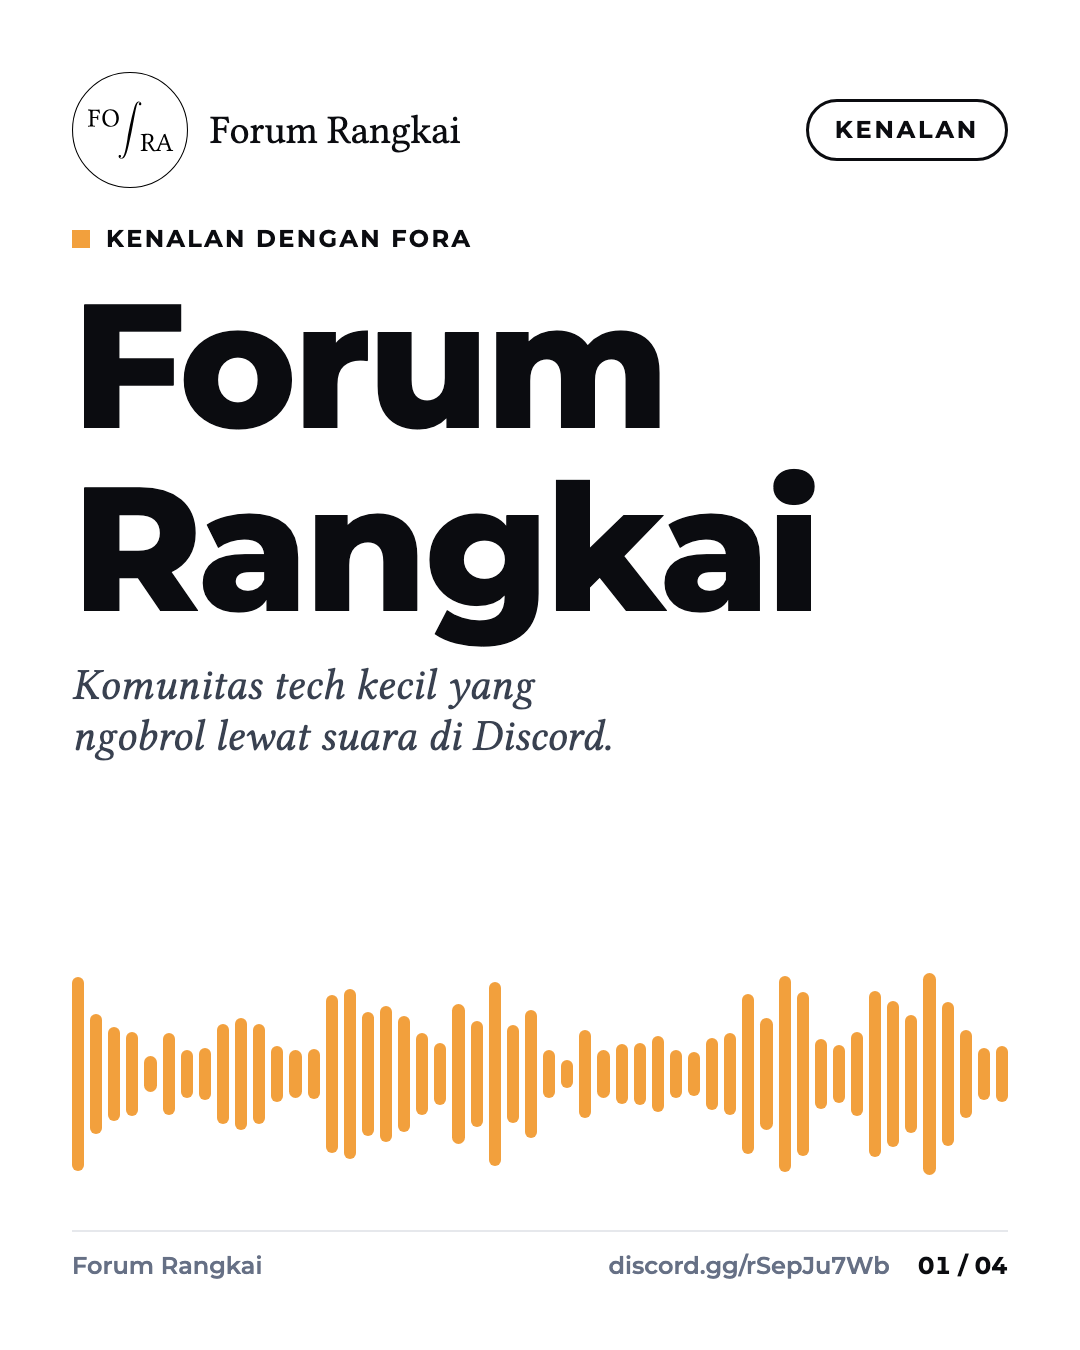 FO
RA
Forum Rangkai
KENALAN
KENALAN DENGAN FORA
Forum
Rangkai
Komunitas tech kecil yang
ngobrol lewat suara di Discord.
Forum Rangkai
discord.gg/rSepJu7Wb
01 / 04